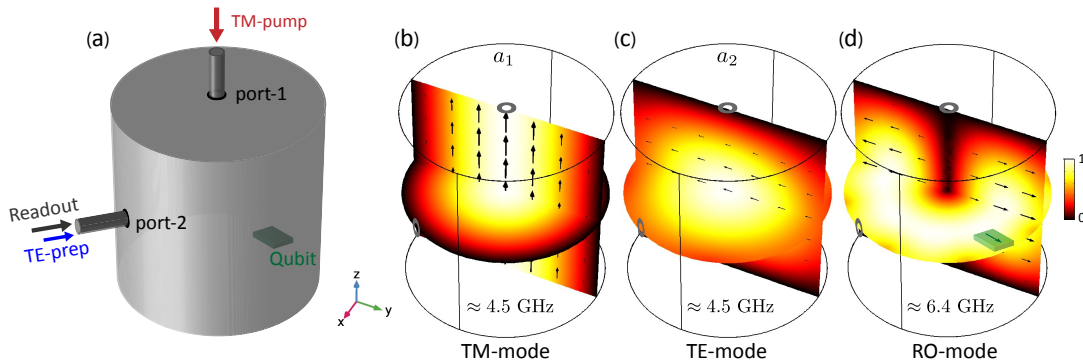 (a)
TM-pump
port-1
Readout
port-2
TE-prep
Qubit
z
y
x
(b)
a₁
≈ 4.5 GHz
TM-mode
(c)
a₂
≈ 4.5 GHz
TE-mode
(d)
≈ 6.4 GHz
RO-mode
1
0